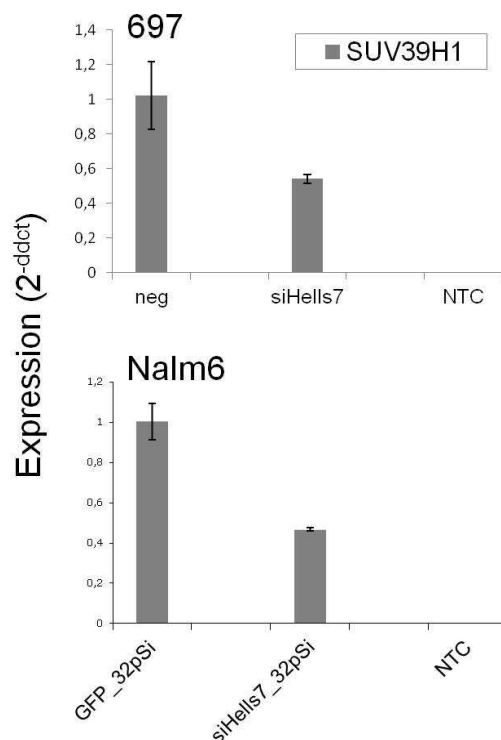 697
SUV39H1
1,4
1,2
1
0,8
0,6
0,4
0,2
0
neg siHells7 NTC
Expression (2-ddct)
Nalm6
1,2
1
0,8
0,6
0,4
0,2
0
GFP_32pSi
siHells7_32pSi
NTC